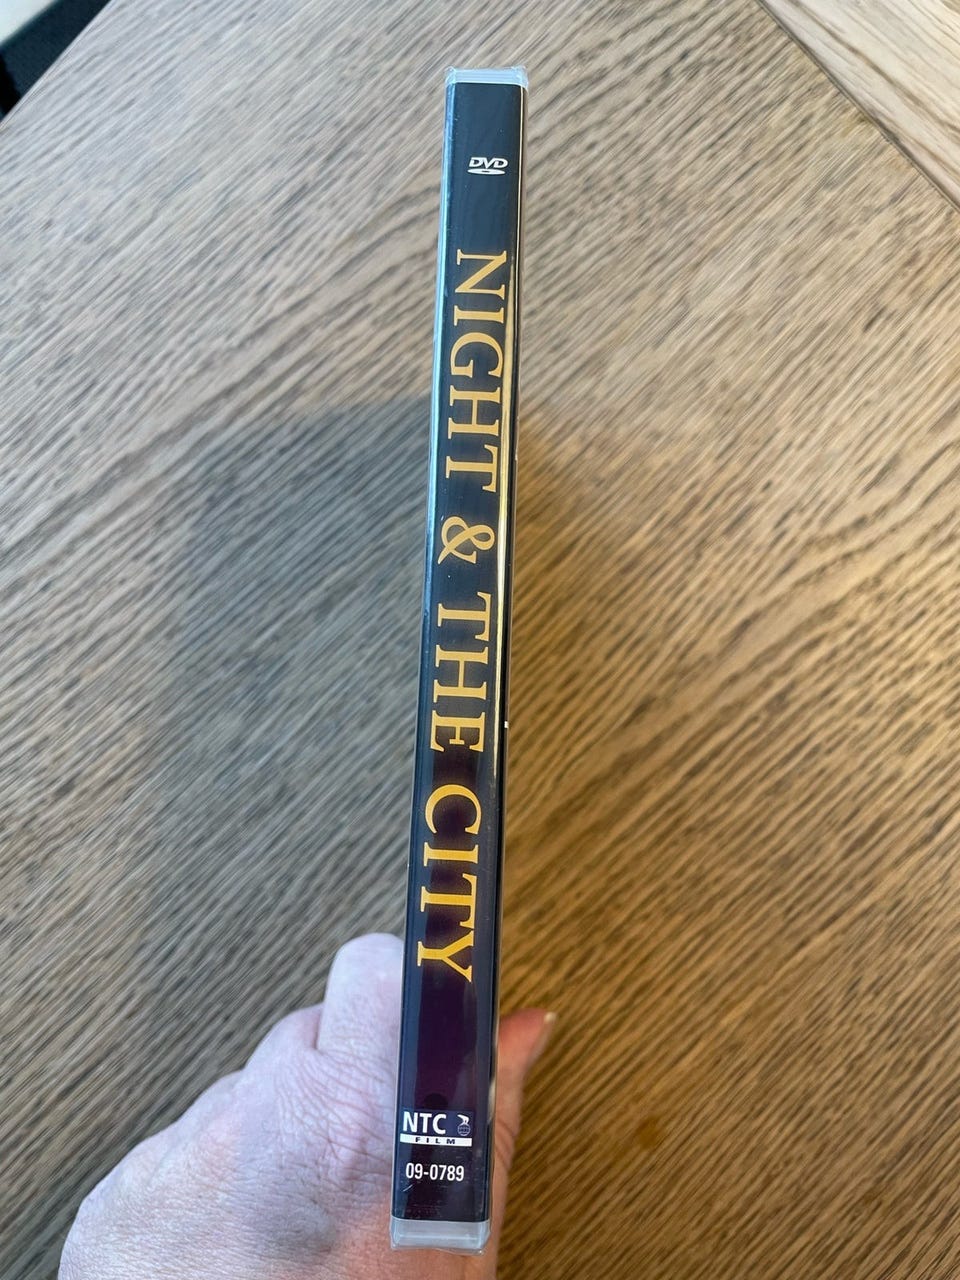 DVD
NIGHT & THE CITY
NTC
FILM
09-0789